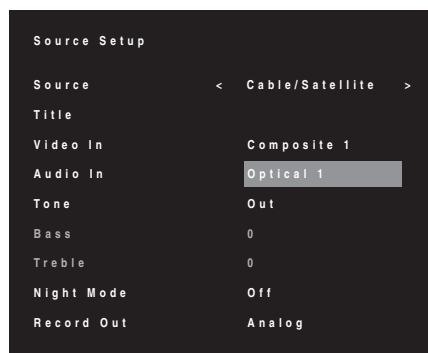 Source Setup
Source < Cable/Satellite >
Title
Video In Composite 1
Audio In Optical 1
Tone Out
Bass 0
Treble 0
Night Mode Off
Record Out Analog